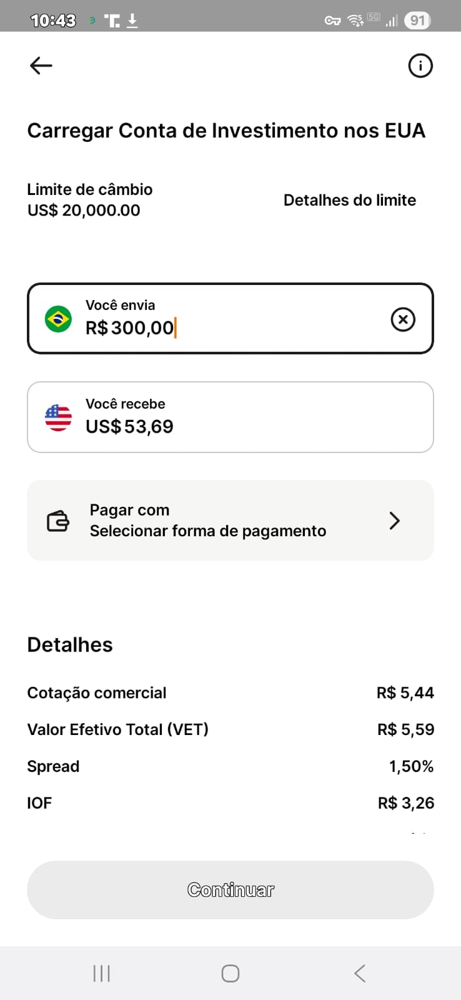 10:43
5G
91
Carregar Conta de Investimento nos EUA
Limite de câmbio
US$ 20,000.00
Detalhes do limite
Você envia
R$ 300,00
Você recebe
US$ 53,69
Pagar com
Selecionar forma de pagamento
Detalhes
Cotação comercial
R$ 5,44
Valor Efetivo Total (VET)
R$ 5,59
Spread
1,50%
IOF
R$ 3,26
Continuar